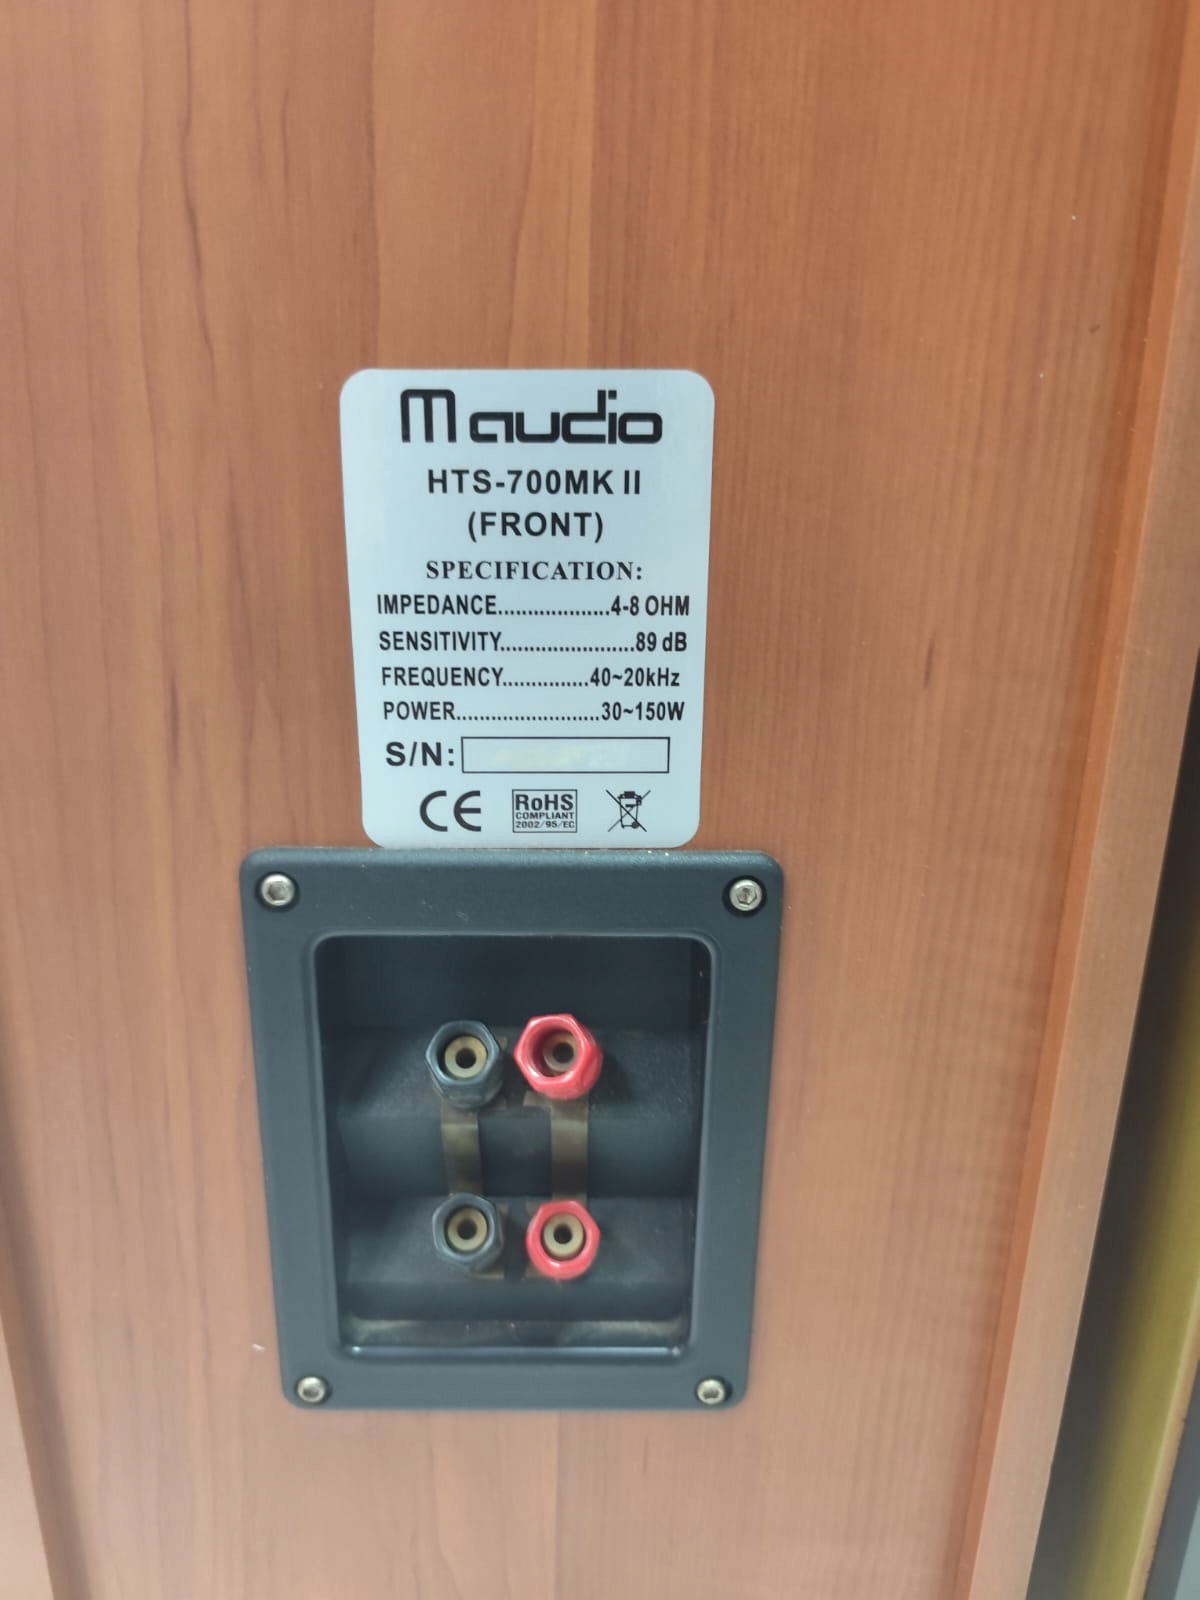 m audio
HTS-700MK II
(FRONT)
SPECIFICATION:
IMPEDANCE...................4-8 OHM
SENSITIVITY.......................89 dB
FREQUENCY...............40~20kHz
POWER.........................30~150W
S/N:
CE RoHS
COMPLIANT
2002/95/EC